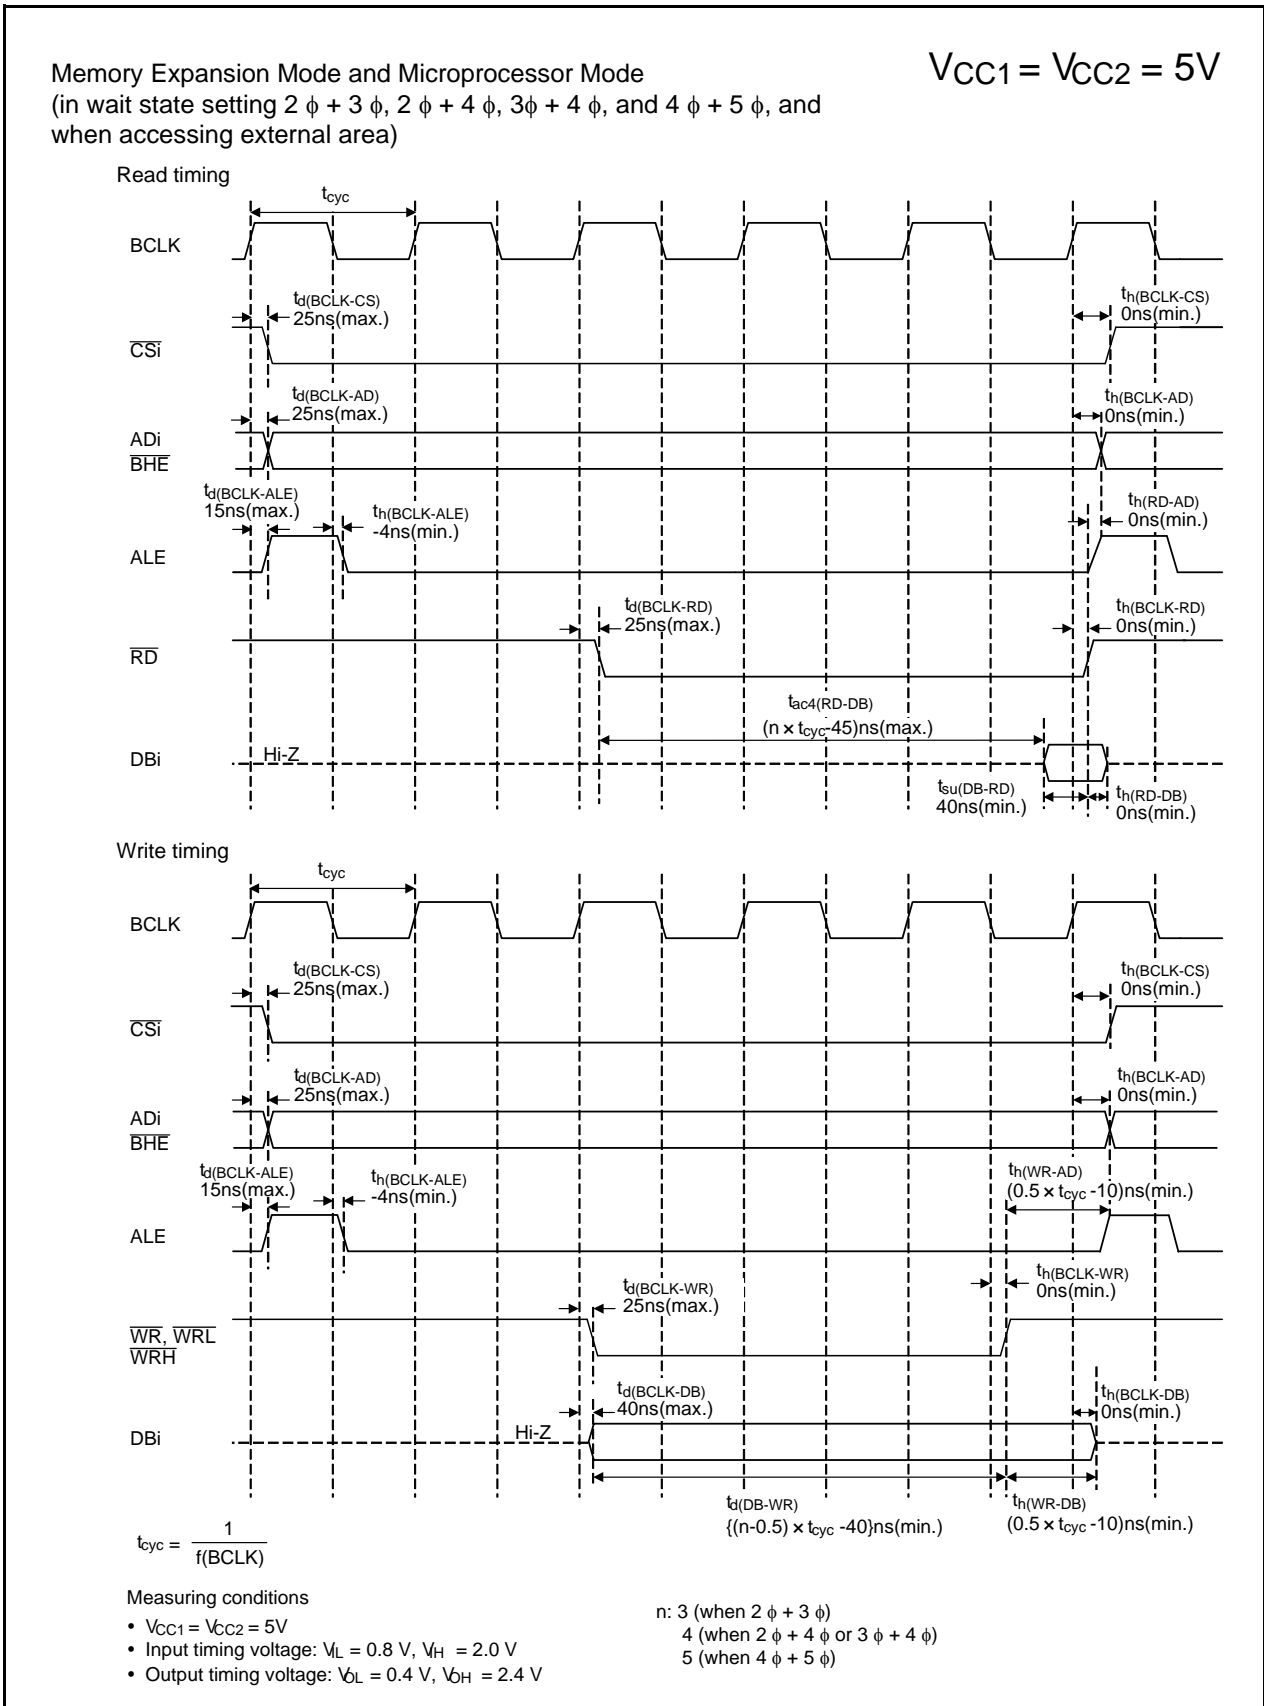 Memory Expansion Mode and Microprocessor Mode
(in wait state setting 2 ϕ + 3 ϕ, 2 ϕ + 4 ϕ, 3ϕ + 4 ϕ, and 4 ϕ + 5 ϕ, and
when accessing external area)
VCC1 = VCC2 = 5V
Read timing
tcyc
BCLK
td(BCLK-CS)
25ns(max.)
th(BCLK-CS)
0ns(min.)
CSi
td(BCLK-AD)
25ns(max.)
th(BCLK-AD)
0ns(min.)
ADi
BHE
td(BCLK-ALE)
15ns(max.)
th(BCLK-ALE)
-4ns(min.)
th(RD-AD)
0ns(min.)
ALE
td(BCLK-RD)
25ns(max.)
th(BCLK-RD)
0ns(min.)
RD
tac4(RD-DB)
(n × tcyc-45)ns(max.)
DBi
Hi-Z
tsu(DB-RD)
40ns(min.)
th(RD-DB)
0ns(min.)
Write timing
tcyc
BCLK
td(BCLK-CS)
25ns(max.)
th(BCLK-CS)
0ns(min.)
CSi
td(BCLK-AD)
25ns(max.)
th(BCLK-AD)
0ns(min.)
ADi
BHE
td(BCLK-ALE)
15ns(max.)
th(BCLK-ALE)
-4ns(min.)
th(WR-AD)
(0.5 × tcyc -10)ns(min.)
ALE
td(BCLK-WR)
25ns(max.)
th(BCLK-WR)
0ns(min.)
WR, WRL
WRH
td(BCLK-DB)
40ns(max.)
th(BCLK-DB)
0ns(min.)
DBi
Hi-Z
td(DB-WR)
{(n-0.5) × tcyc -40}ns(min.)
th(WR-DB)
(0.5 × tcyc -10)ns(min.)
tcyc = 1
f(BCLK)
Measuring conditions
• VCC1 = VCC2 = 5V
• Input timing voltage: VIL = 0.8 V, VIH = 2.0 V
• Output timing voltage: VOL = 0.4 V, VOH = 2.4 V
n: 3 (when 2 ϕ + 3 ϕ)
4 (when 2 ϕ + 4 ϕ or 3 ϕ + 4 ϕ)
5 (when 4 ϕ + 5 ϕ)